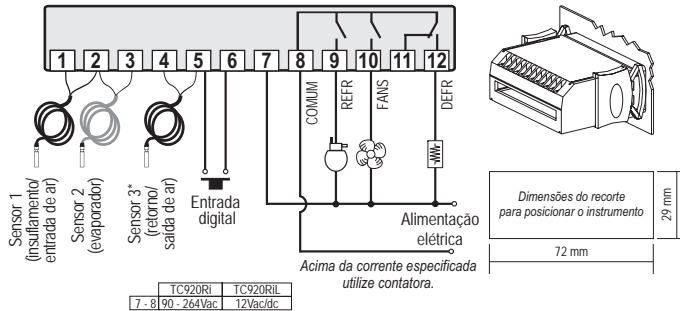 1 2 3 4 5 6 7 8 9 10 11 12
COMUM
REFR
FANS
DEFR
Sensor 1
(insuflamento/
entrada de ar)
Sensor 2
(evaporador)
Sensor 3*
(retorno/
saída de ar)
Entrada
digital
Alimentação
elétrica
Acima da corrente especificada
utilize contatora.
TC920Ri TC920RiL
7 - 8 90 - 264Vac 12Vac/dc
Dimensões do recorte
para posicionar o instrumento
29 mm
72 mm